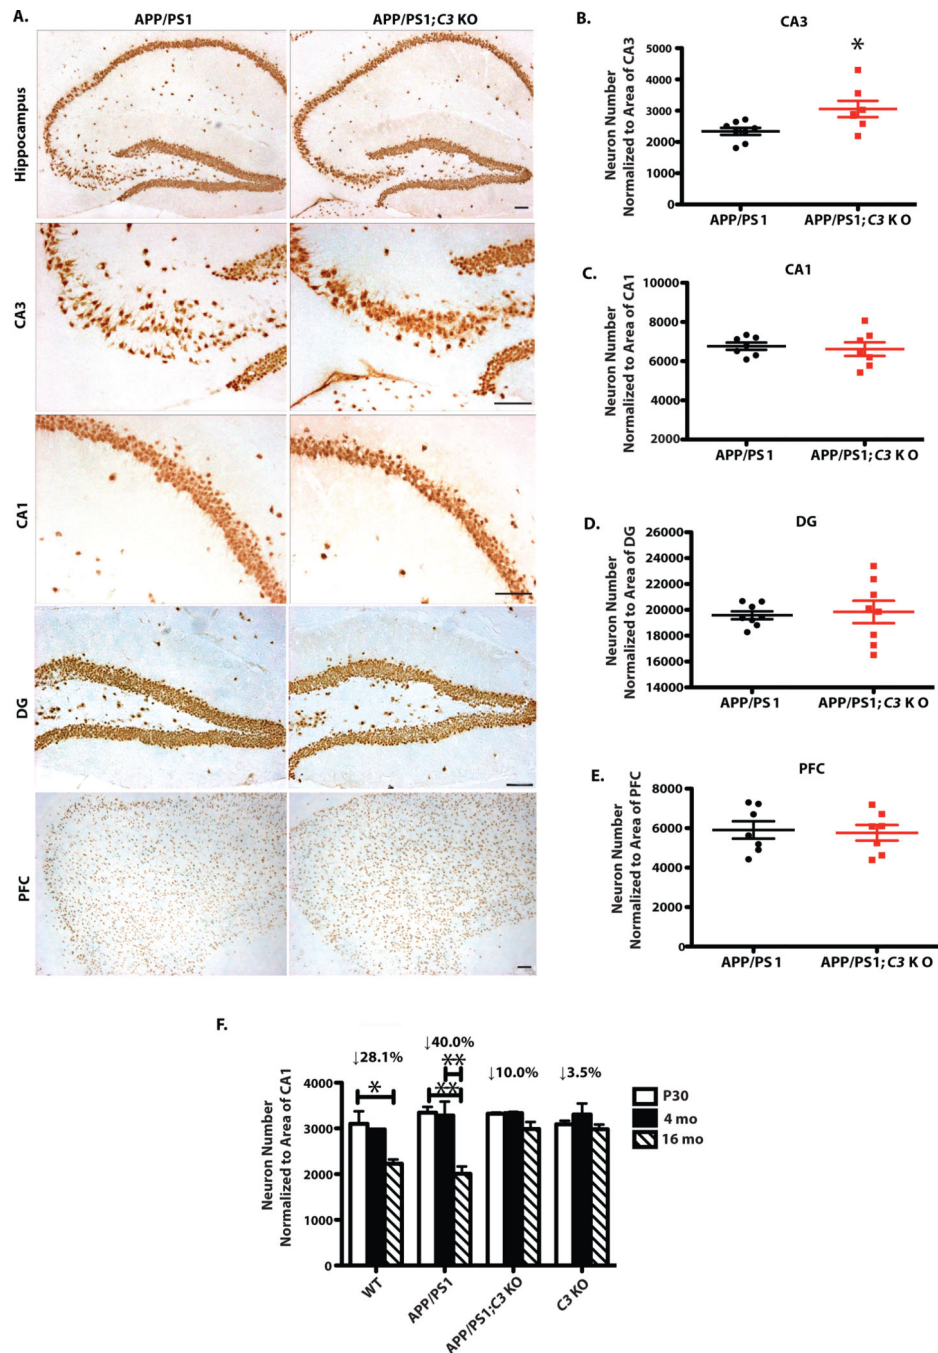 A.
APP/PS1
APP/PS1;C3 KO
Hippocampus
CA3
CA1
DG
PFC
B.
CA3
Neuron Number
Normalized to Area of CA3
5000
4000
3000
2000
1000
0
*
APP/PS1
APP/PS1;C3 K O
C.
CA1
Neuron Number
Normalized to Area of CA1
10000
8000
6000
4000
2000
APP/PS1
APP/PS1;C3 K O
D.
DG
Neuron Number
Normalized to Area of DG
26000
24000
22000
20000
18000
16000
14000
APP/PS1
APP/PS1;C3 K O
E.
PFC
Neuron Number
Normalized to Area of PFC
8000
6000
4000
2000
0
APP/PS1
APP/PS1;C3 K O
F.
Neuron Number
Normalized to Area of CA1
4000
3000
2000
1000
0
↓28.1%
*
↓40.0%
**
**
↓10.0%
↓3.5%
P30
4 mo
16 mo
WT
APP/PS1
APP/PS1;C3 KO
C3 KO